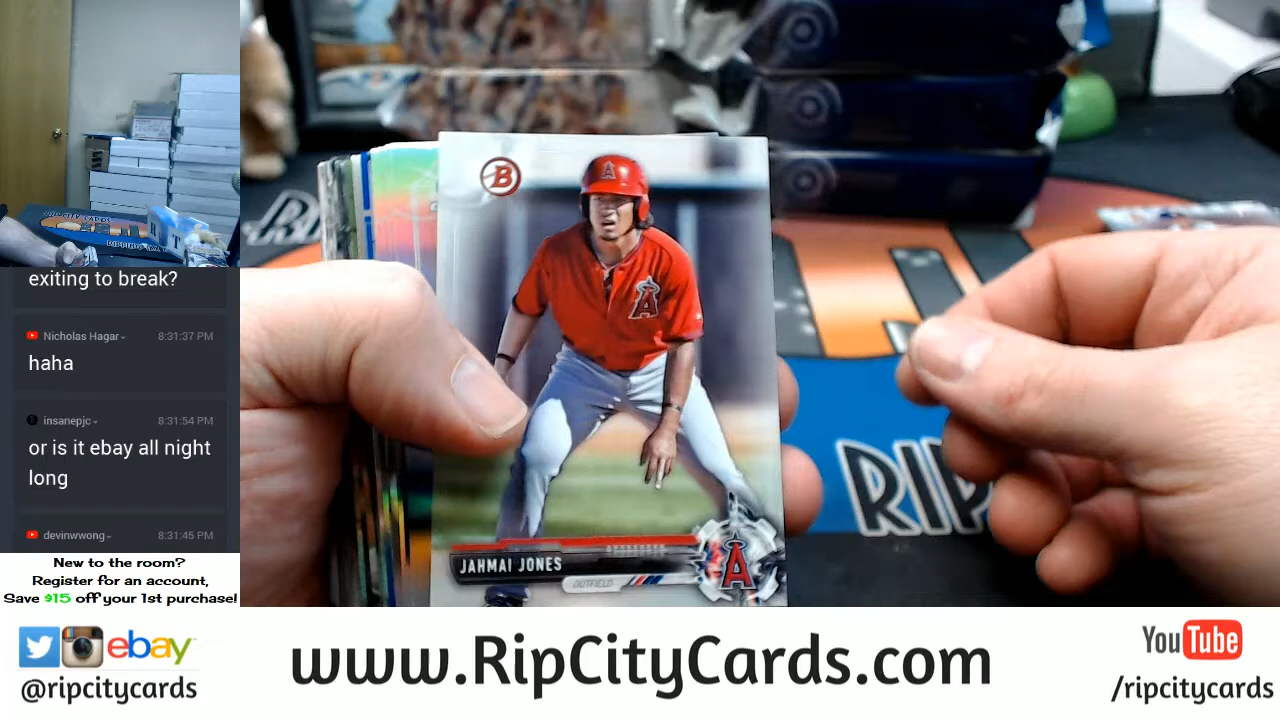 exiting to break?
Nicholas Hagar
8:31:37 PM
haha
insanepjc
8:31:54 PM
or is it ebay all night
long
devinwwong
8:31:45 PM
New to the room?
Register for an account,
Save $15 off your 1st purchase!
B
A
A
JAHMAI JONES
OUTFIELD
A
RIP
ebay
@ripcitycards
www.RipCityCards.com
YouTube
/ripcitycards